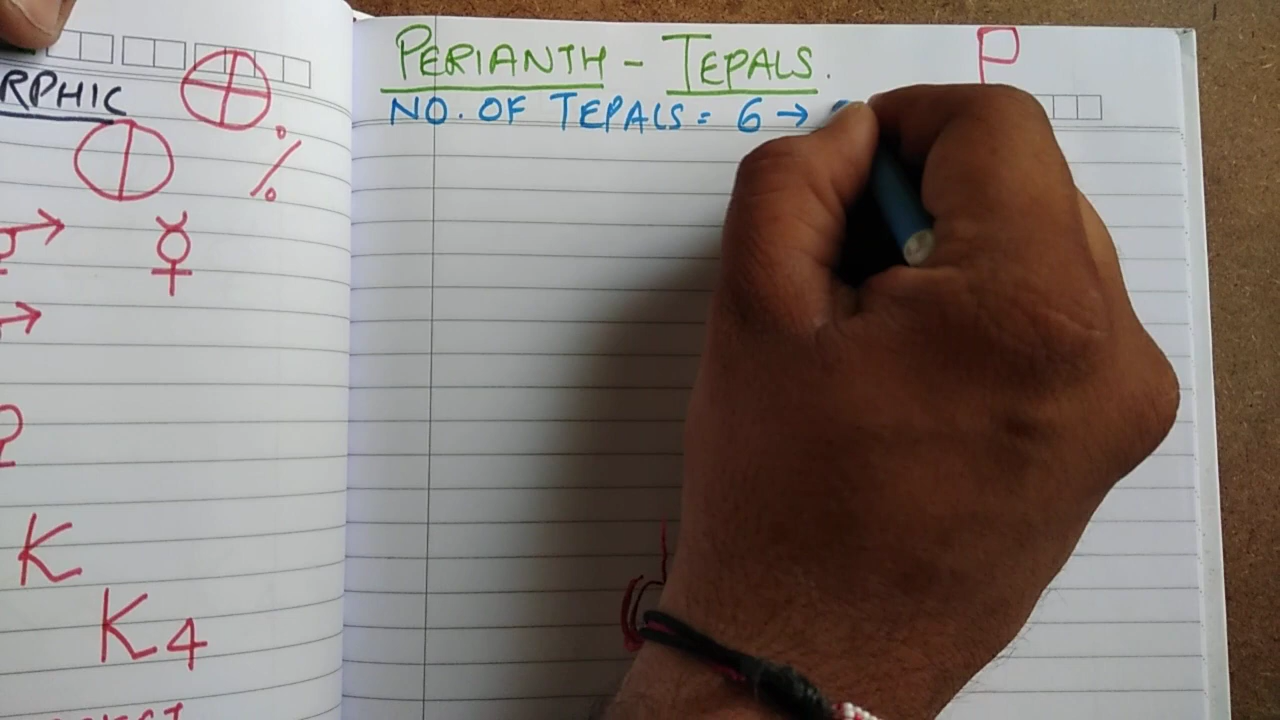 RPHIC
K
K4
PERIANTH - TEPALS.
P
NO. OF TEPALS = 6 →